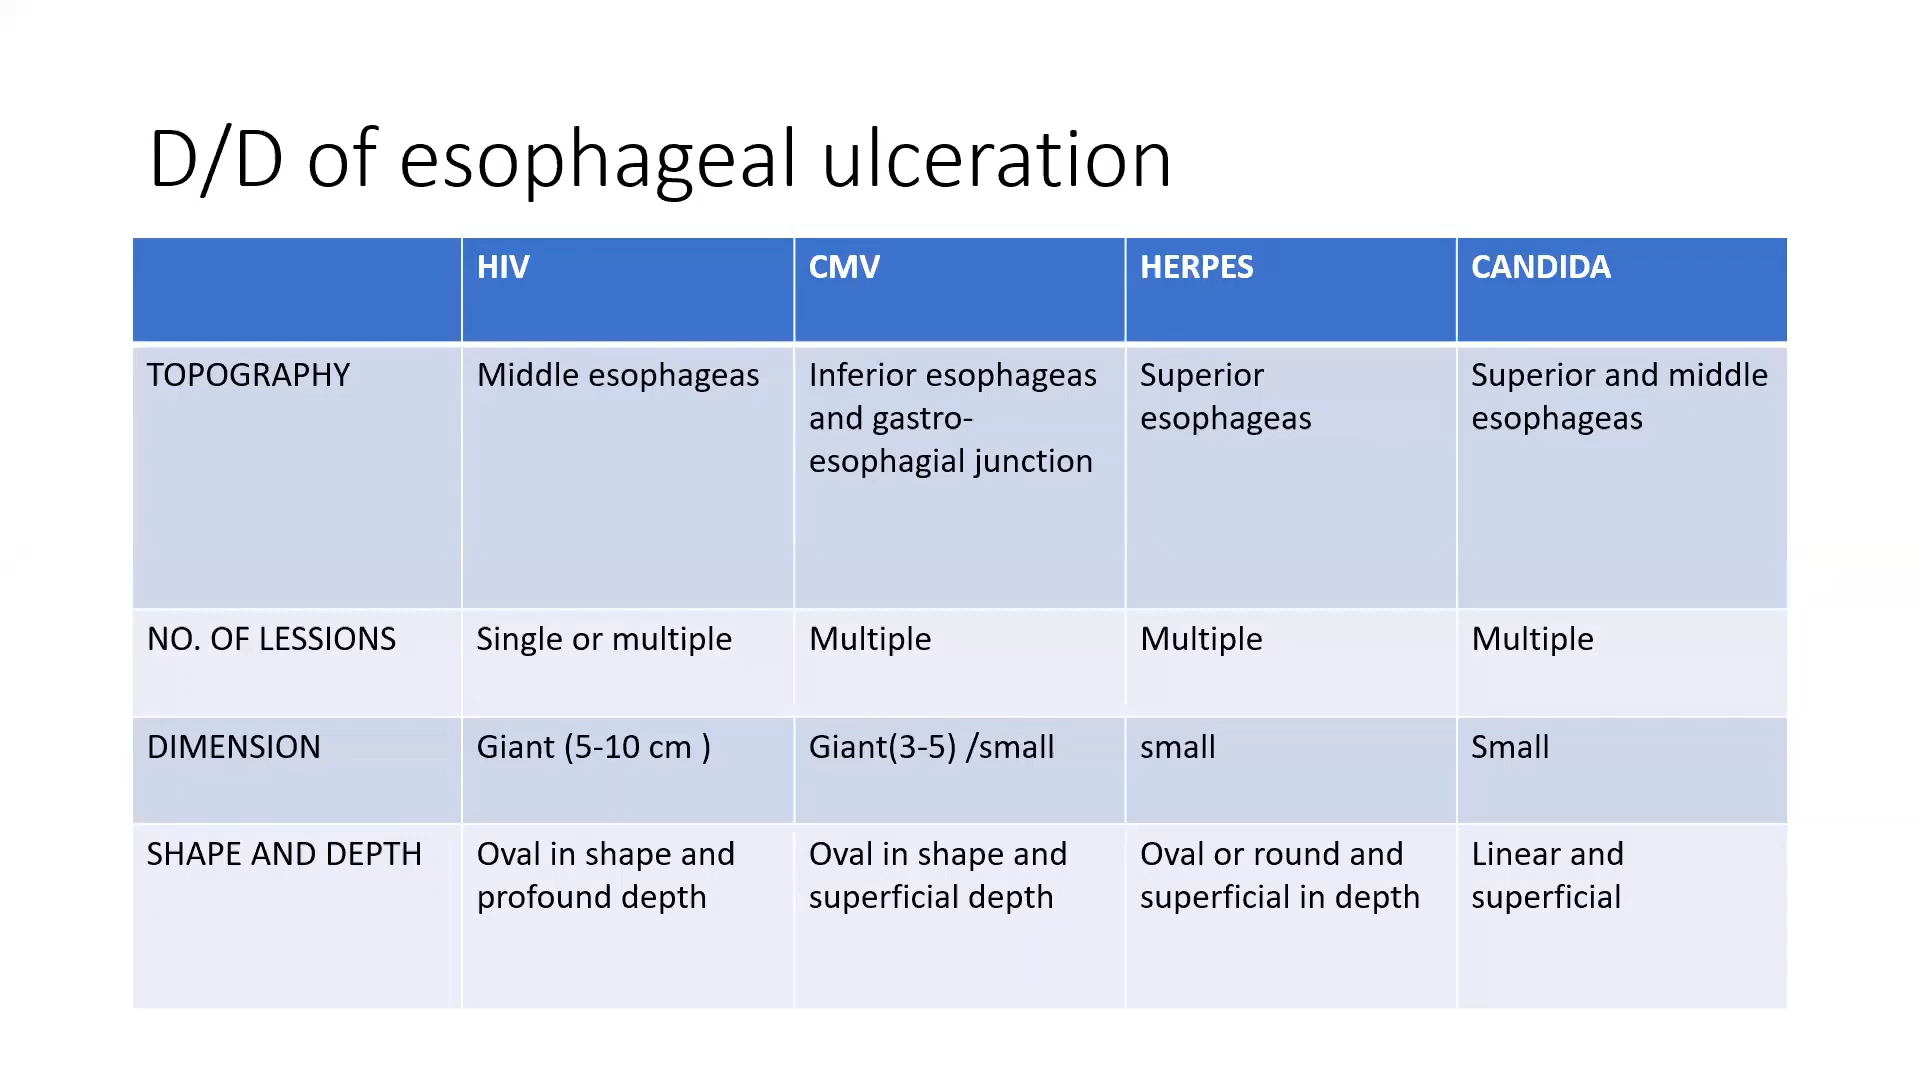 D/D of esophageal ulceration
HIV
CMV
HERPES
CANDIDA
TOPOGRAPHY
Middle esophageas
Inferior esophageas
and gastro-
esophagial junction
Superior
esophageas
Superior and middle
esophageas
NO. OF LESSIONS
Single or multiple
Multiple
Multiple
Multiple
DIMENSION
Giant (5-10 cm )
Giant(3-5) /small
small
Small
SHAPE AND DEPTH
Oval in shape and
profound depth
Oval in shape and
superficial depth
Oval or round and
superficial in depth
Linear and
superficial